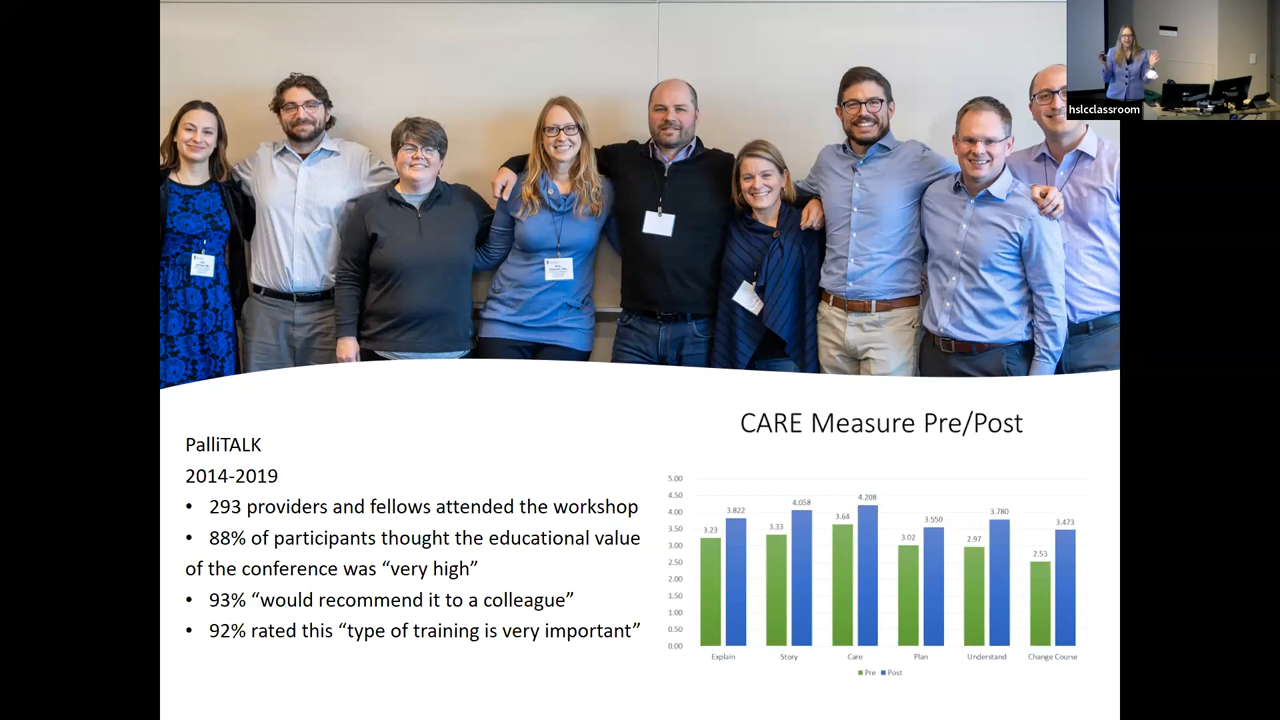 hslcclassroom
PalliTALK
2014-2019
• 293 providers and fellows attended the workshop
• 88% of participants thought the educational value
of the conference was “very high”
• 93% “would recommend it to a colleague”
• 92% rated this “type of training is very important”
CARE Measure Pre/Post
5.00
4.50
4.00
3.50
3.00
2.50
2.00
1.50
1.00
0.50
0.00
3.23 3.822 3.33 4.058 3.64 4.208 3.02 3.550 2.97 3.780 2.53 3.473
Explain Story Care Plan Understand Change Course
Pre Post